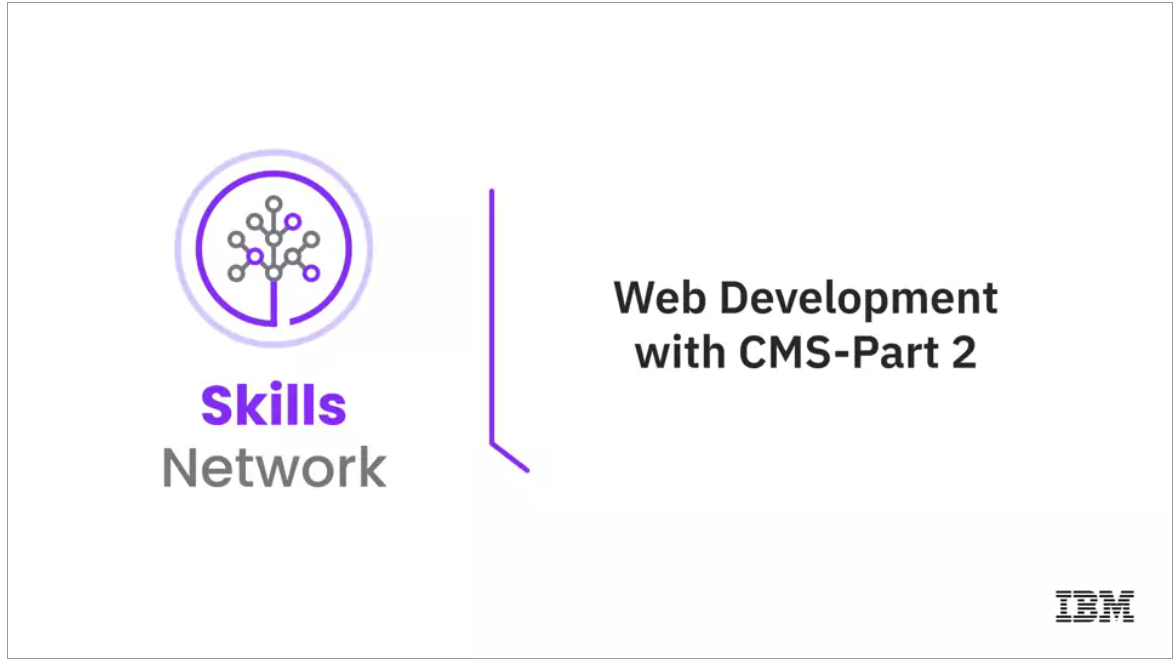 Skills
Network
Web Development
with CMS-Part 2
IBM